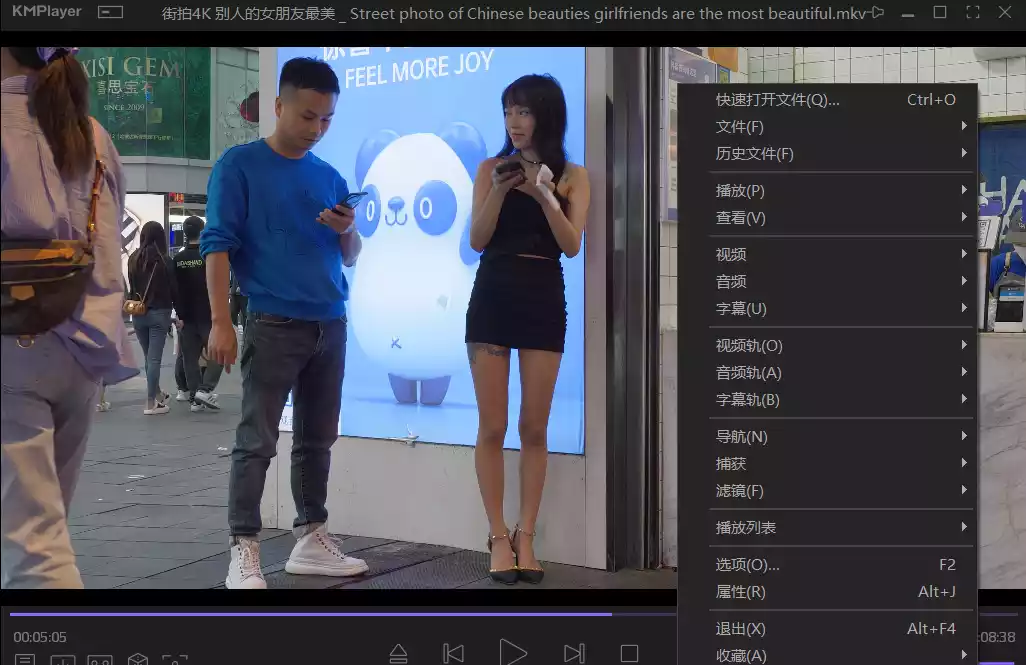 KMPlayer
街拍4K 别人的女朋友最美 _ Street photo of Chinese beauties girlfriends are the most beautiful.mkv
XISI GEM
喜思宝石
SINCE 2009
FEEL MORE JOY
快速打开文件(Q)... Ctrl+O
文件(F)
历史文件(F)
播放(P)
查看(V)
视频
音频
字幕(U)
视频轨(O)
音频轨(A)
字幕轨(B)
导航(N)
捕获
滤镜(F)
播放列表
选项(O)... F2
属性(R) Alt+J
退出(X) Alt+F4
收藏(A)
00:05:05
:08:38